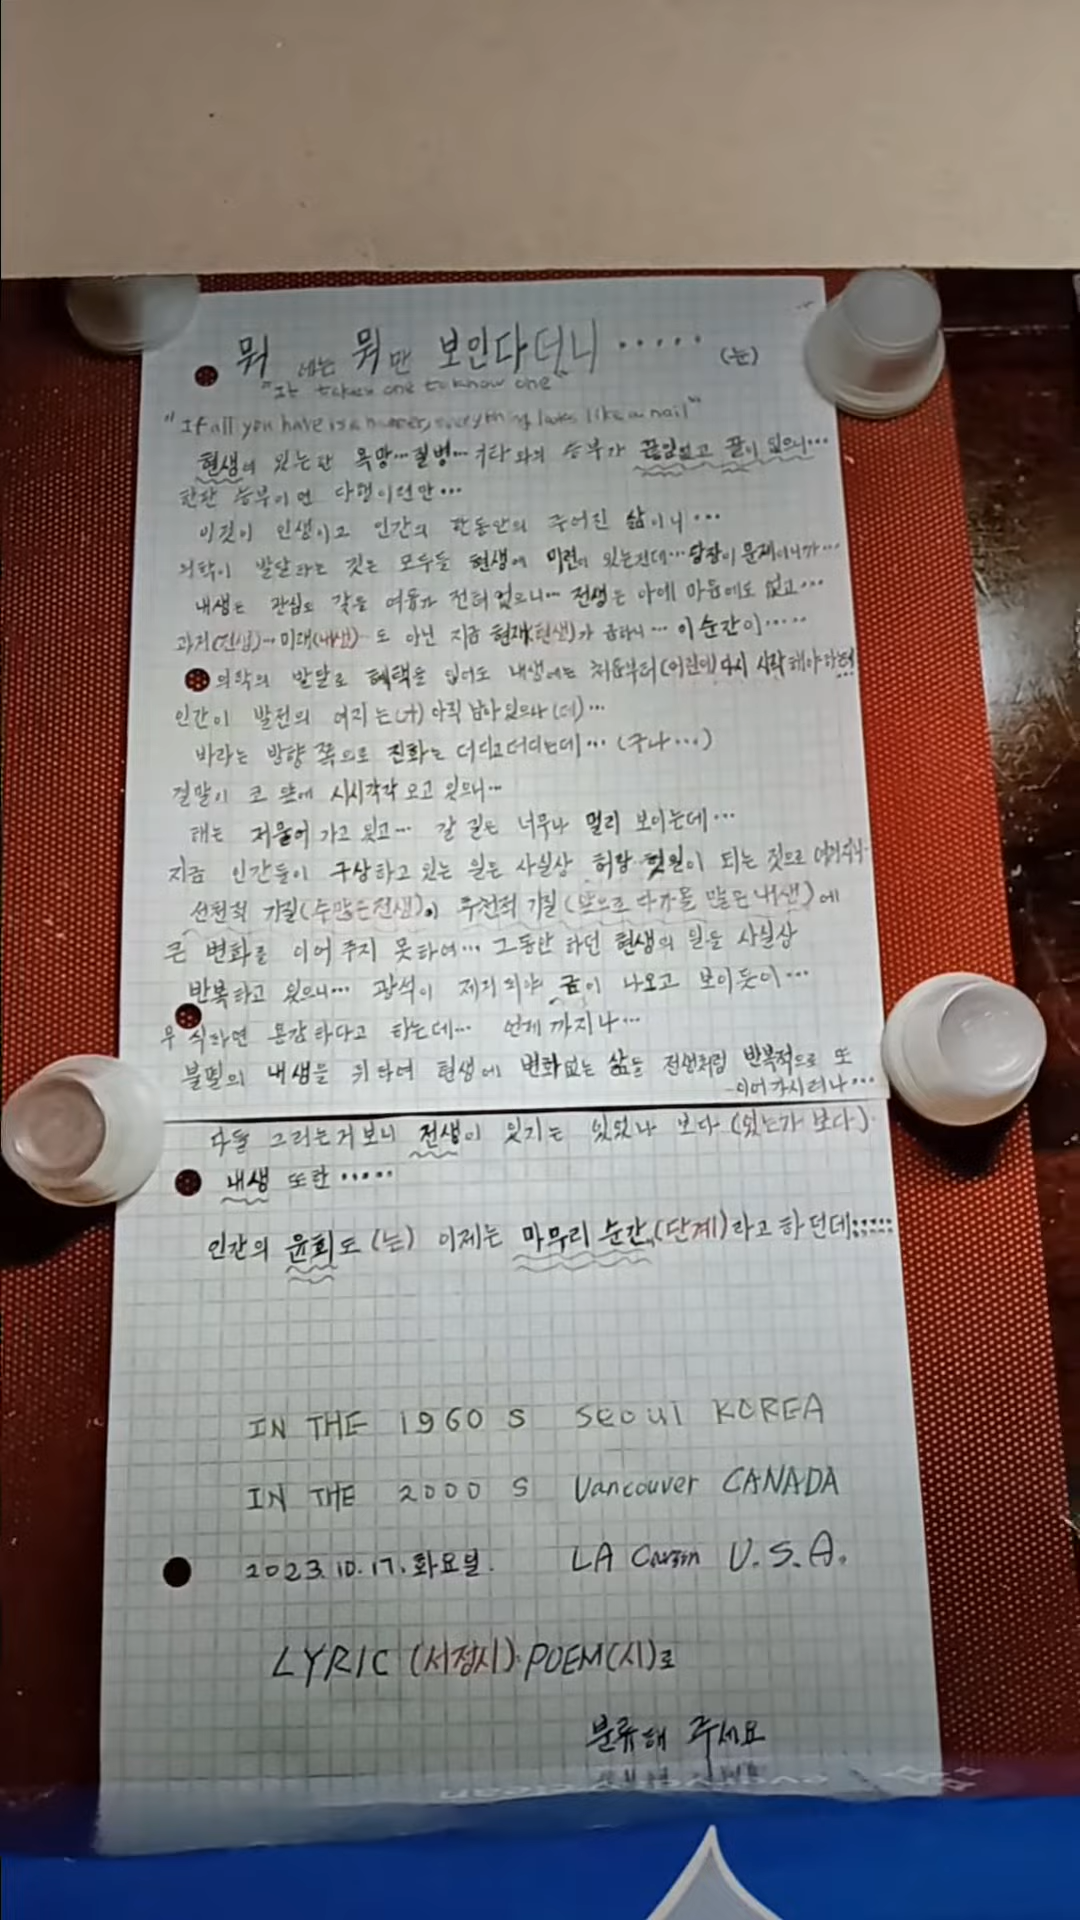 뭐 에는 뭐만 보인다더니····· (눈)
"It takes one to know one"
"If all you have is a hammer, everything looks like a nail"
현생에 있는한 욕망···질병···기타 와의 승부가 끊임없고 끝이 없으니···
한판 승부이면 다행이련만···
이것이 인생이고 인간의 한동안의 주어진 삶이니···
의학이 발달하는 것은 모두들 현생에 미련이 있는건데···당장이 문제이니까···
내생은 관심도 갖을 여유가 전혀 없으니··· 전생은 아예 마음에도 없고···
과거(전생)···미래(내생) 도 아닌 지금 현재(현생)가 급하니··· 이 순간이·····
의학의 발달로 혜택을 입어도 내생에는 처음부터(어린이)다시 시작해야 하는데
인간이 발전의 여지는(가) 아직 남아 있으나(데)···
바라는 방향 쪽으로 진화는 더디고더디는데···(구나···)
결말이 코 앞에 시시각각 오고 있으니···
해는 저물어 가고 있고··· 갈 길은 너무나 멀리 보이는데···
지금 인간들이 구상하고 있는 일은 사실상 허랑 헛일이 되는 것으로 여겨지니·
선천적 기질(수많은전생)이 후천적 기질(앞으로 다가올 많은 내생)에
큰 변화를 이어 주지 못하여··· 그동안 하던 현생의 일을 사실상
반복하고 있으니··· 광석이 제거되야 금이 나오고 보이듯이···
무식하면 용감하다고 하는데··· 언제 까지나···
불멸의 내생을 위하여 현생에 변화없는 삶을 전생처럼 반복적으로 또
이어가시려나···
다들 그러는거보니 전생이 있기는 있었나 보다 (있는가 보다)·
내생 또한·····
인간의 윤회도 (는) 이제는 마무리 순간(단계)라고 하던데:::::
IN THE 1960 S Seoul KOREA
IN THE 2000 S Vancouver CANADA
2023.10.17.화요일. LA U.S.A.
LYRIC (서정시)·POEM(시)로
분류해 주세요